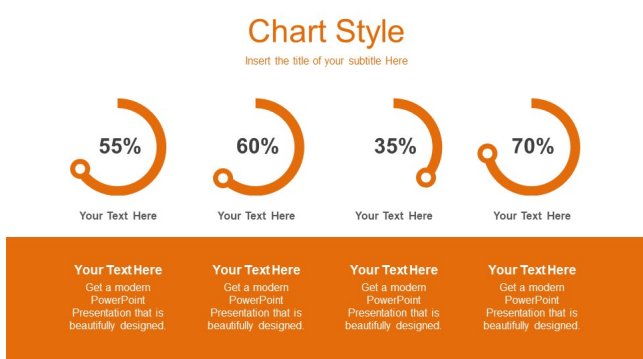 Chart Style
Insert the title of your subtitle Here
55%
60%
35%
70%
Your Text Here
Your Text Here
Your Text Here
Your Text Here
Your Text Here
Get a modern
PowerPoint
Presentation that is
beautifully designed.
Your Text Here
Get a modern
PowerPoint
Presentation that is
beautifully designed.
Your Text Here
Get a modern
PowerPoint
Presentation that is
beautifully designed.
Your Text Here
Get a modern
PowerPoint
Presentation that is
beautifully designed.